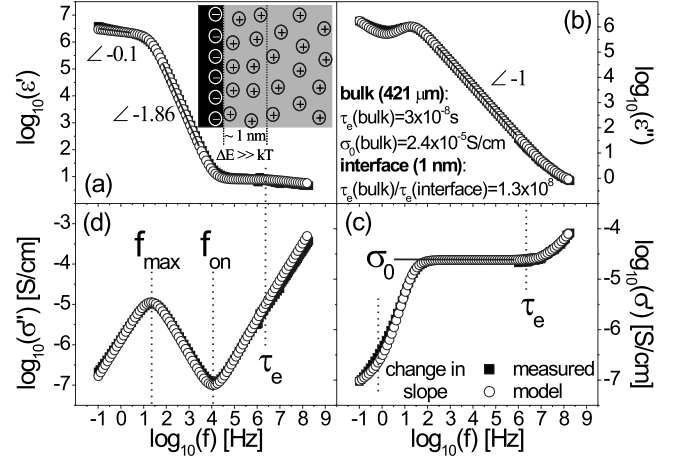 7
6
5
4
3
2
1
log10(ε')
∠ -0.1
∠ -1.86
~ 1 nm
ΔE >> kT
(a)
(b)
∠ -1
bulk (421 μm):
τe(bulk)=3x10-8s
σ0(bulk)=2.4x10-5S/cm
interface (1 nm):
τe(bulk)/τe(interface)=1.3x108
6
5
4
3
2
1
0
log10(ε'')
-3
-4
-5
-6
-7
log10(σ'') [S/cm]
(d)
fmax
fon
τe
-1 0 1 2 3 4 5 6 7 8 9
log10(f) [Hz]
(c)
σ0
τe
change in
slope
measured
model
-4
-5
-6
-7
log10(σ') [S/cm]
-1 0 1 2 3 4 5 6 7 8 9
log10(f) [Hz]